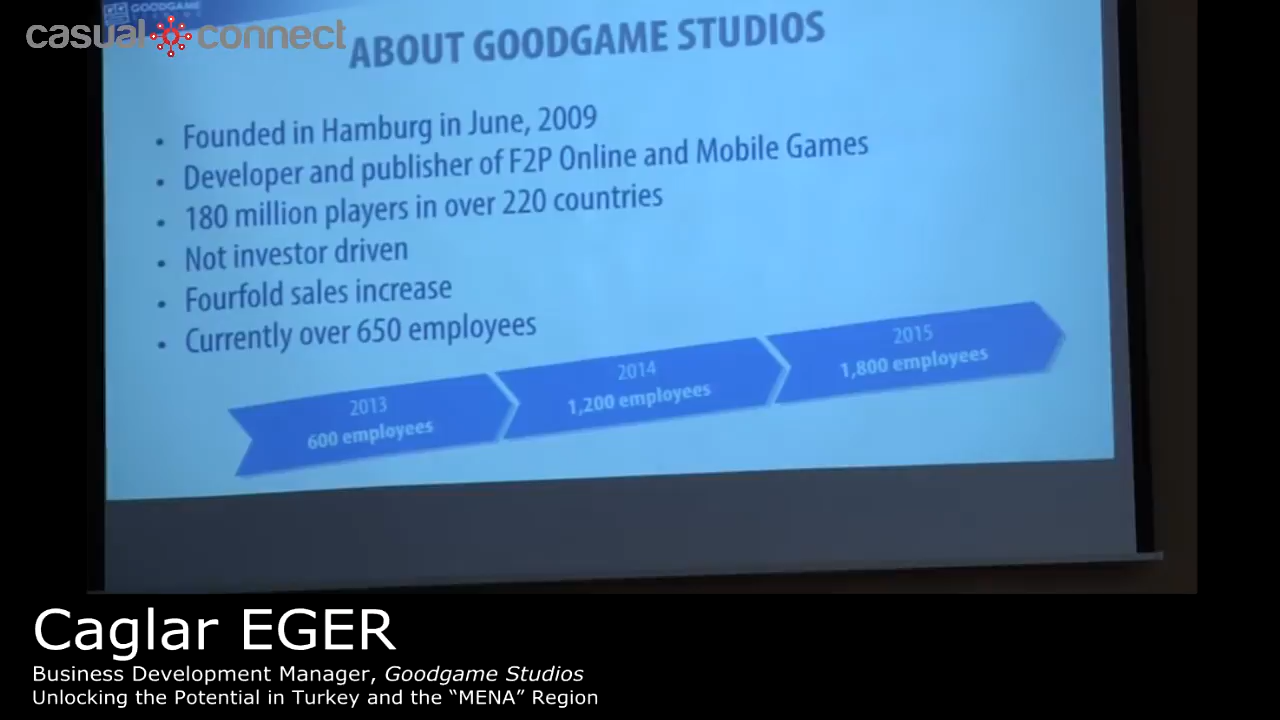 GOODGAME
casual connect
ABOUT GOODGAME STUDIOS
• Founded in Hamburg in June, 2009
• Developer and publisher of F2P Online and Mobile Games
• 180 million players in over 220 countries
• Not investor driven
• Fourfold sales increase
• Currently over 650 employees
2013
600 employees
2014
1,200 employees
2015
1,800 employees
Caglar EGER
Business Development Manager, Goodgame Studios
Unlocking the Potential in Turkey and the “MENA” Region